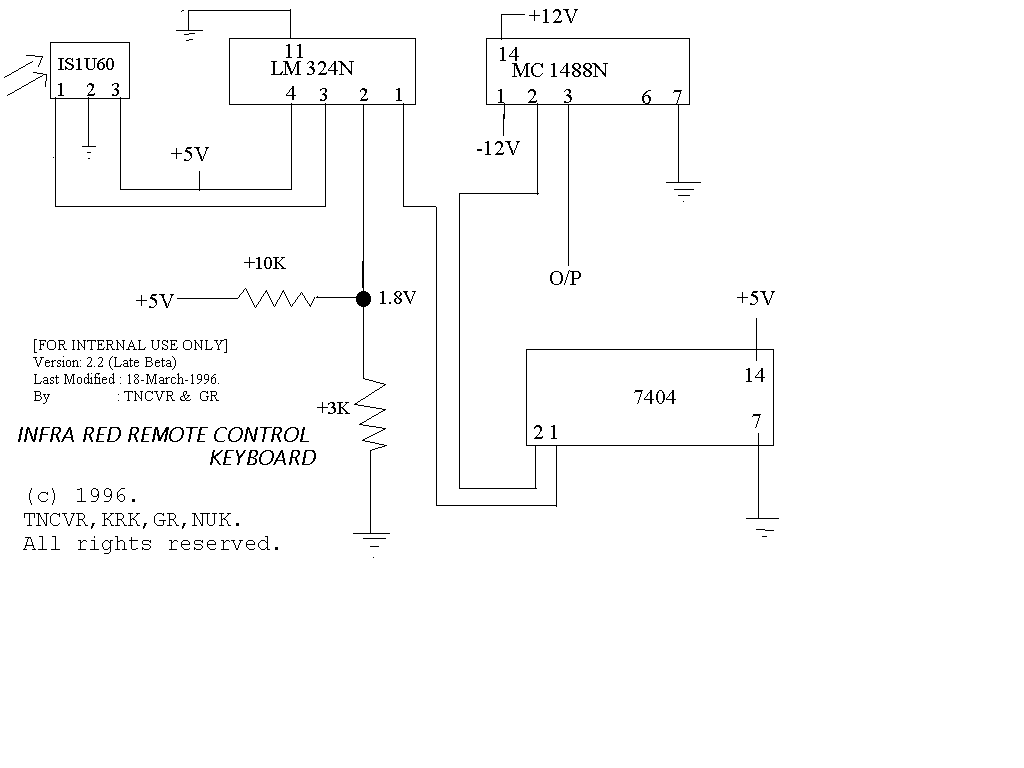 +12V
IS1U60
1 2 3
11
LM 324N
4 3 2 1
14
MC 1488N
1 2 3 6 7
-12V
+5V
O/P
+10K
+5V
1.8V
+5V
[FOR INTERNAL USE ONLY]
Version: 2.2 (Late Beta)
Last Modified : 18-March-1996.
By : TNCVR & GR
+3K
14
7404
7
2 1
INFRA RED REMOTE CONTROL
KEYBOARD
(c) 1996.
TNCVR,KRK,GR,NUK.
All rights reserved.